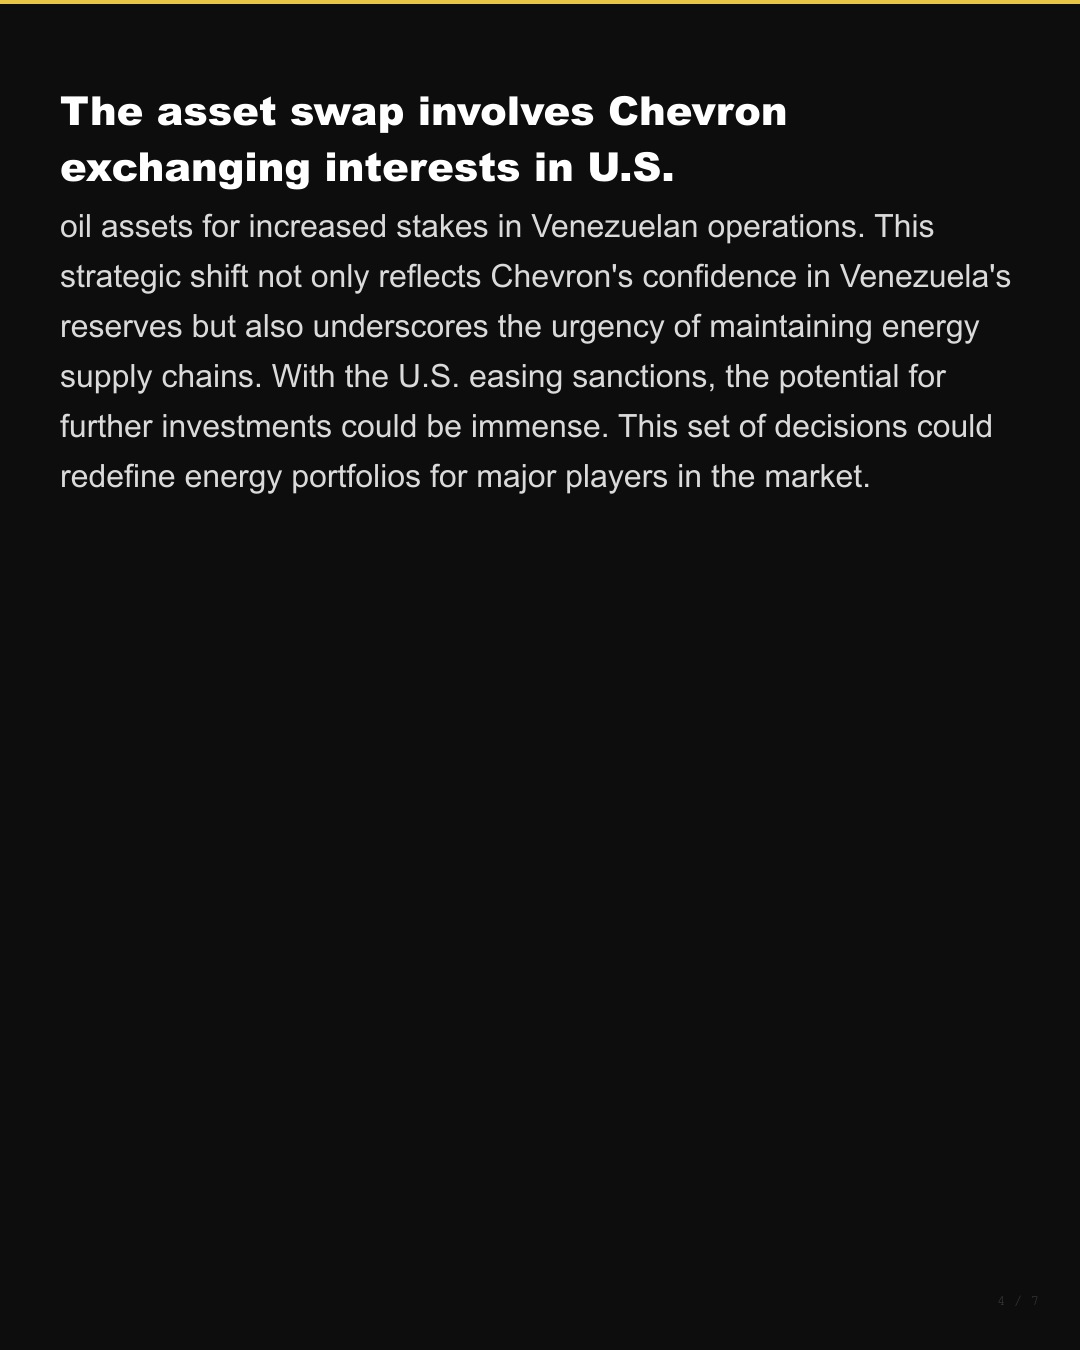 The asset swap involves Chevron
exchanging interests in U.S.
oil assets for increased stakes in Venezuelan operations. This
strategic shift not only reflects Chevron's confidence in Venezuela's
reserves but also underscores the urgency of maintaining energy
supply chains. With the U.S. easing sanctions, the potential for
further investments could be immense. This set of decisions could
redefine energy portfolios for major players in the market.
4 / 7